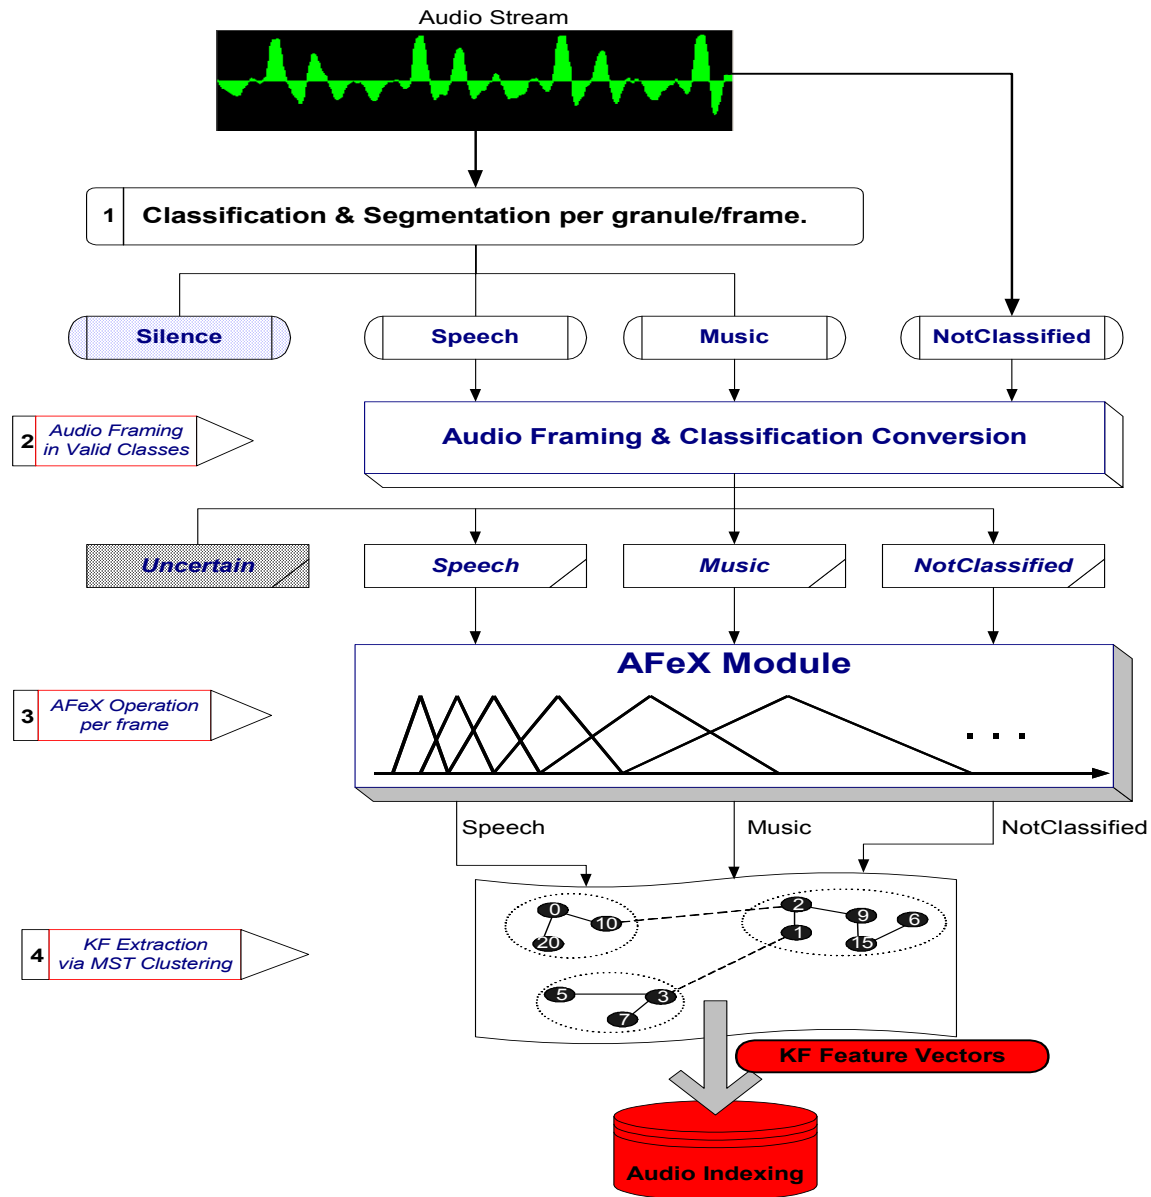 Audio Stream
1 Classification & Segmentation per granule/frame.
Silence Speech Music NotClassified
2 Audio Framing
in Valid Classes
Audio Framing & Classification Conversion
Uncertain Speech Music NotClassified
AFeX Module
3 AFeX Operation
per frame
. . .
Speech Music NotClassified
0 10 20
2 9 6 1 15
5 3 7
4 KF Extraction
via MST Clustering
KF Feature Vectors
Audio Indexing